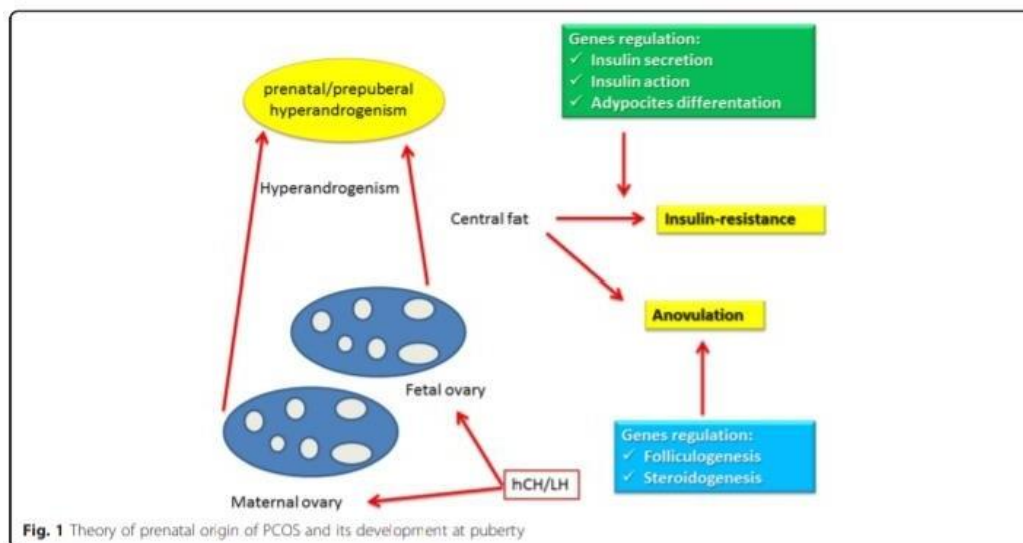 prenatal/prepuberal
hyperandrogenism
Hyperandrogenism
Genes regulation:
✓ Insulin secretion
✓ Insulin action
✓ Adypocites differentation
Central fat
Insulin-resistance
Anovulation
Fetal ovary
Maternal ovary
hCH/LH
Genes regulation:
✓ Folliculogenesis
✓ Steroidogenesis
Fig. 1 Theory of prenatal origin of PCOS and its development at puberty